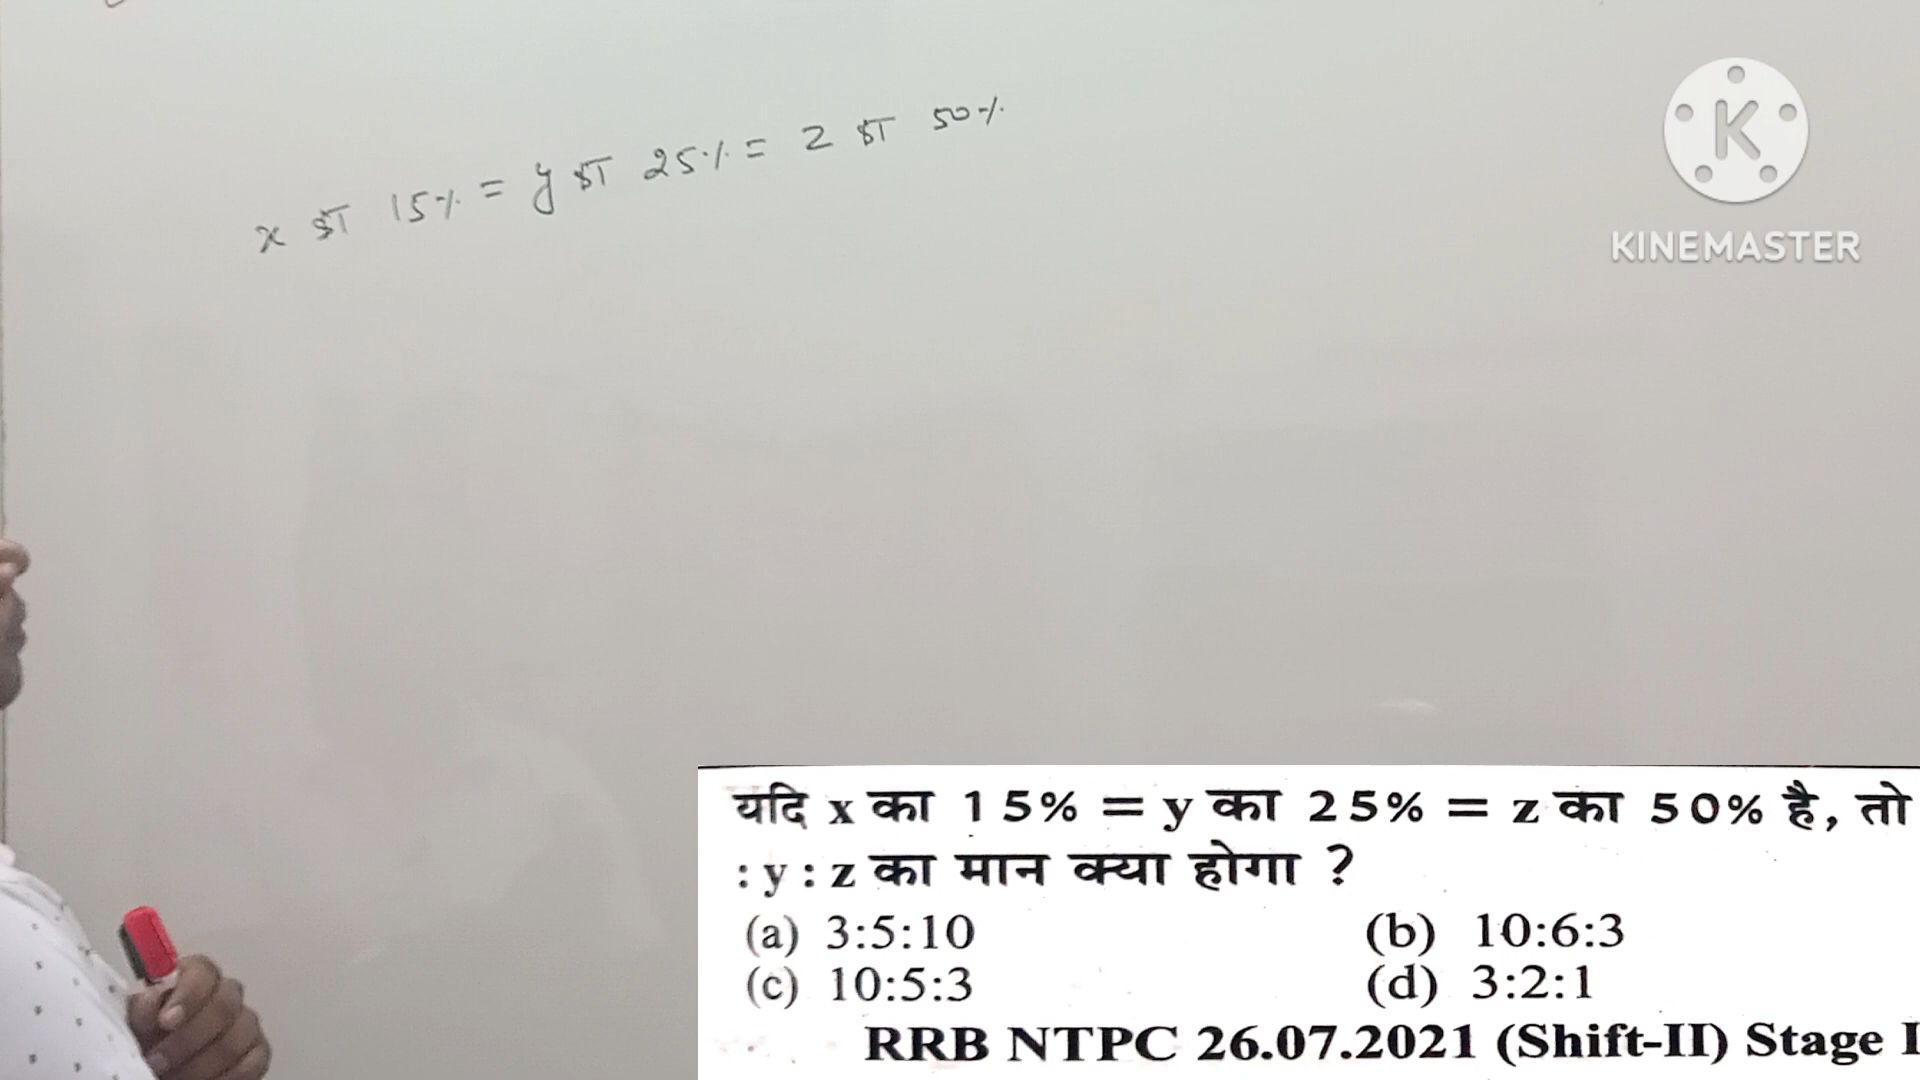 x का 15% = y का 25% = z का 50%
KINEMASTER
यदि x का 15% = y का 25% = z का 50% है, तो
: y : z का मान क्या होगा ?
(a) 3:5:10 (b) 10:6:3
(c) 10:5:3 (d) 3:2:1
RRB NTPC 26.07.2021 (Shift-II) Stage I